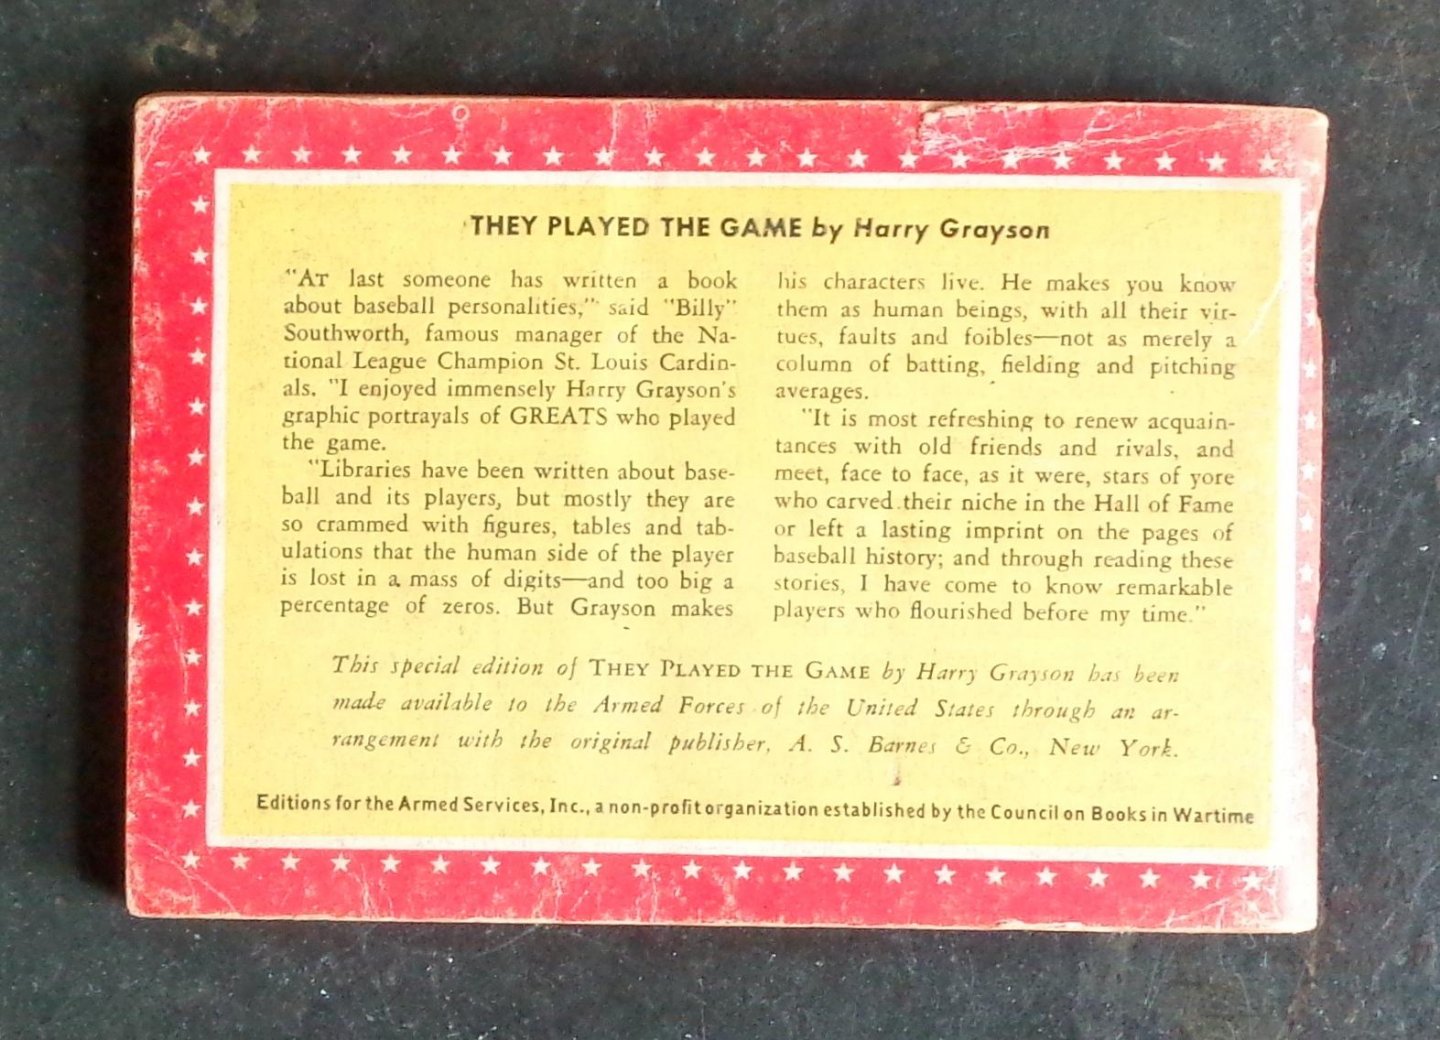 THEY PLAYED THE GAME by Harry Grayson
"AT last someone has written a book
about baseball personalities," said "Billy"
Southworth, famous manager of the Na-
tional League Champion St. Louis Cardin-
als. "I enjoyed immensely Harry Grayson's
graphic portrayals of GREATS who played
the game.
"Libraries have been written about base-
ball and its players, but mostly they are
so crammed with figures, tables and tab-
ulations that the human side of the player
is lost in a mass of digits—and too big a
percentage of zeros. But Grayson makes
his characters live. He makes you know
them as human beings, with all their vir-
tues, faults and foibles—not as merely a
column of batting, fielding and pitching
averages.
"It is most refreshing to renew acquain-
tances with old friends and rivals, and
meet, face to face, as it were, stars of yore
who carved their niche in the Hall of Fame
or left a lasting imprint on the pages of
baseball history; and through reading these
stories, I have come to know remarkable
players who flourished before my time."
This special edition of THEY PLAYED THE GAME by Harry Grayson has been
made available to the Armed Forces of the United States through an ar-
rangement with the original publisher, A. S. Barnes & Co., New York.
Editions for the Armed Services, Inc., a non-profit organization established by the Council on Books in Wartime